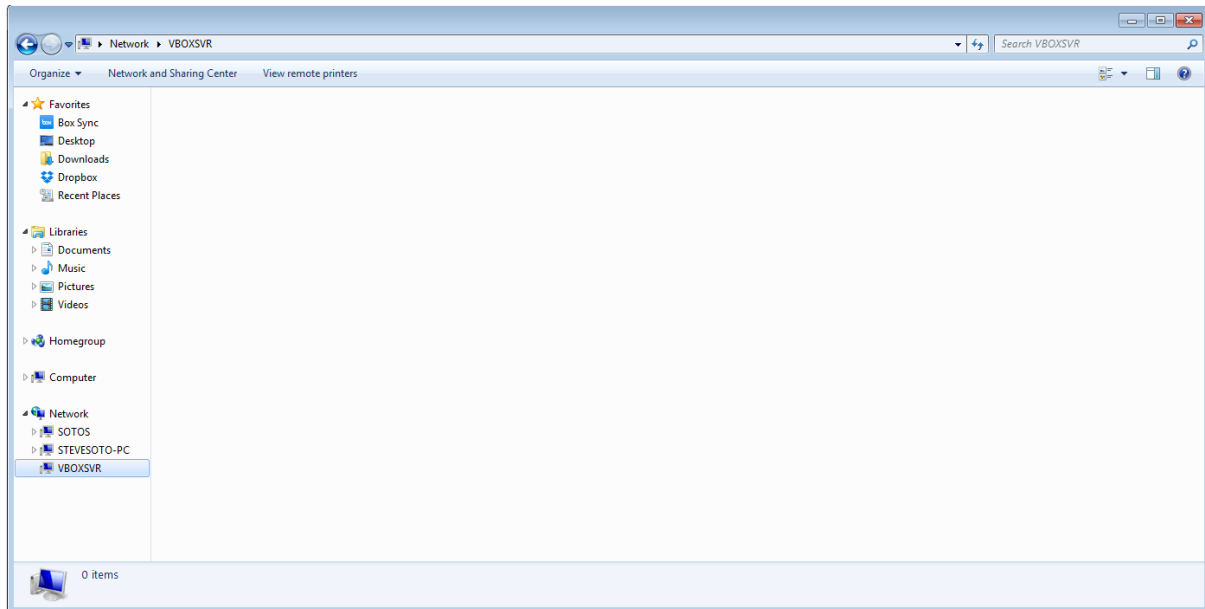 Network ▸ VBOXSVR
Search VBOXSVR
Organize
Network and Sharing Center
View remote printers
Favorites
Box Sync
Desktop
Downloads
Dropbox
Recent Places
Libraries
Documents
Music
Pictures
Videos
Homegroup
Computer
Network
SOTOS
STEVESOTO-PC
VBOXSVR
0 items